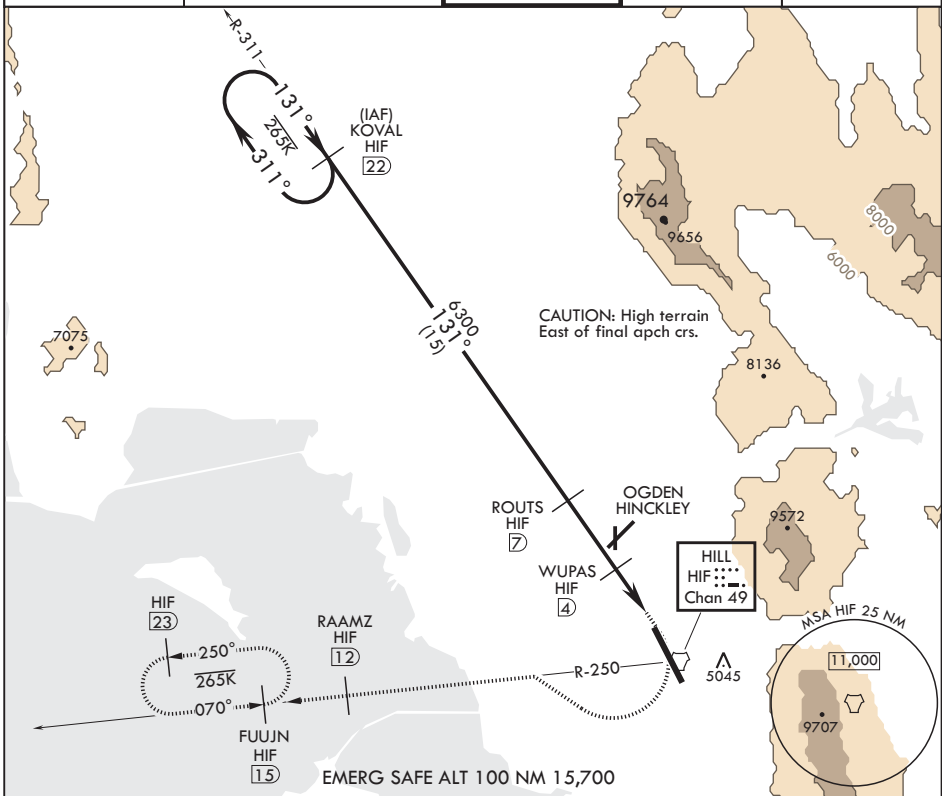 R-311
131°
265K
311°
(IAF)
KOVAL
HIF
22
9764
9656
8000
6000
6300
131°
(15)
CAUTION: High terrain
East of final apch crs.
7075
8136
ROUTS
HIF
7
OGDEN
HINCKLEY
9572
WUPAS
HIF
4
HILL
HIF
Chan 49
HIF
23
RAAMZ
HIF
12
MSA HIF 25 NM
11,000
250°
265K
070°
R-250
5045
9707
FUUJN
HIF
15
EMERG SAFE ALT 100 NM 15,700